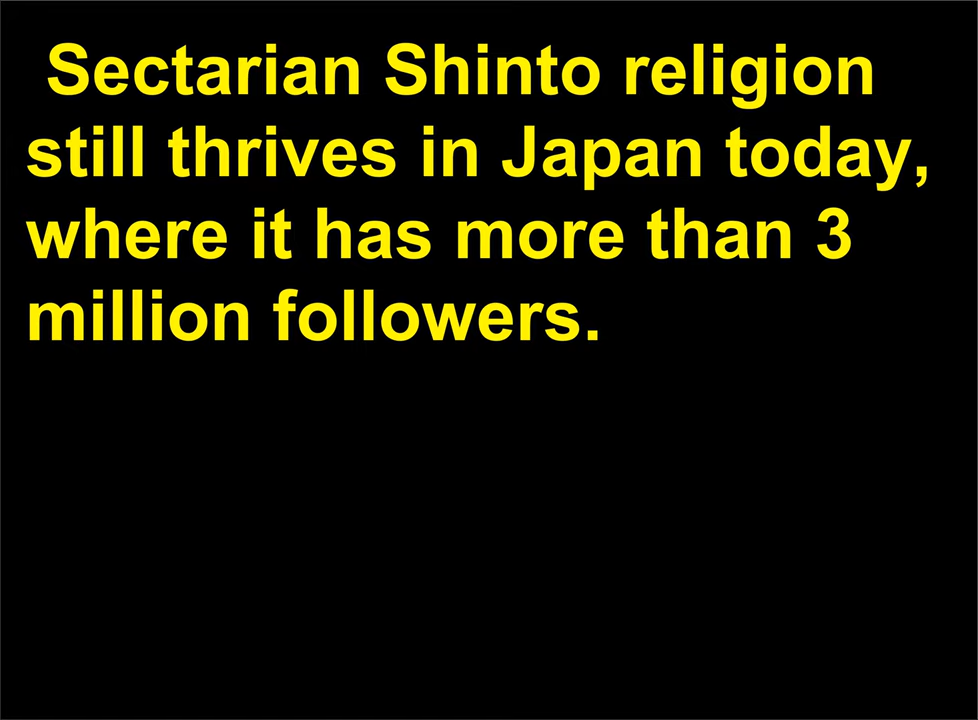 Sectarian Shinto religion
still thrives in Japan today,
where it has more than 3
million followers.